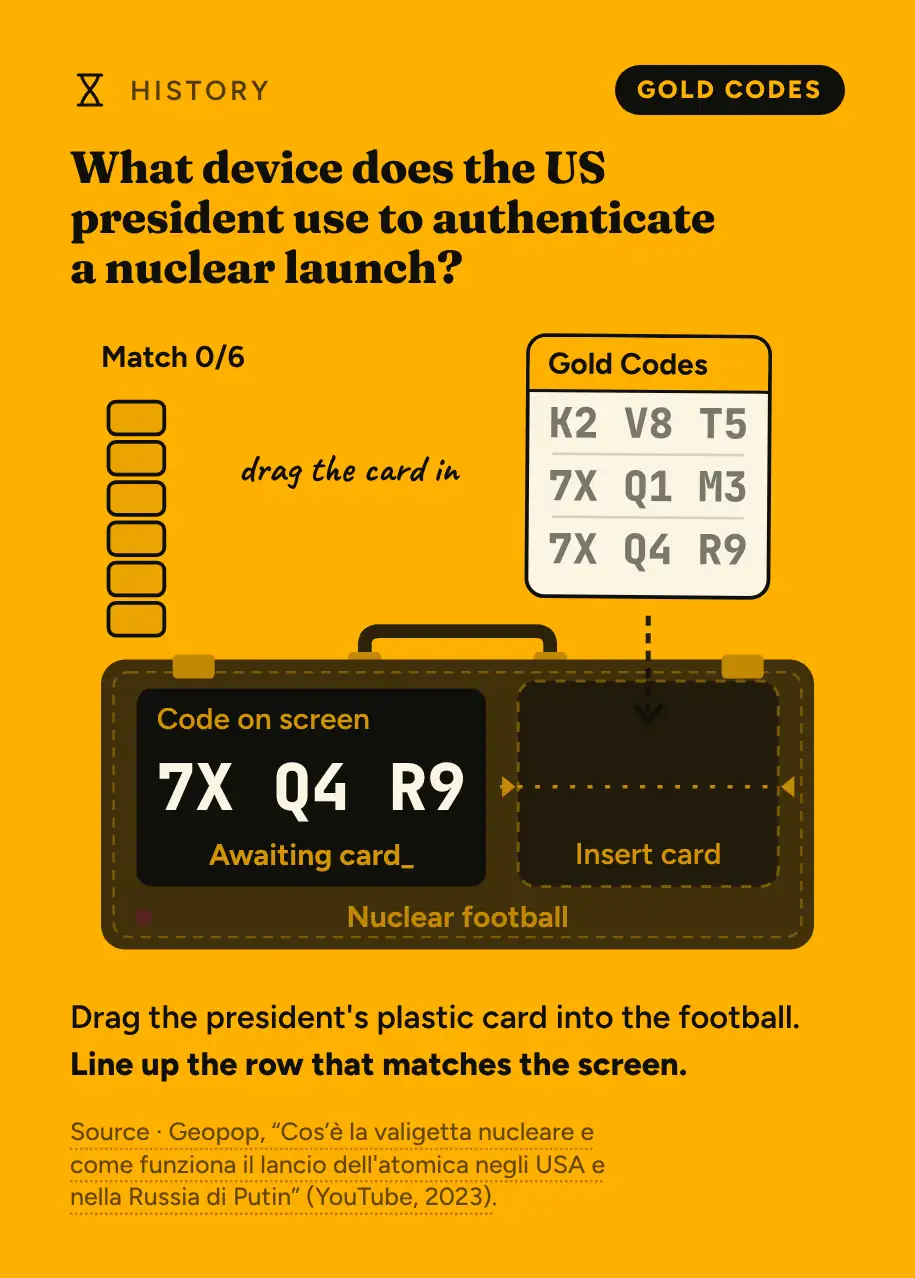 HISTORY
GOLD CODES
What device does the US
president use to authenticate
a nuclear launch?
Match 0/6
drag the card in
Gold Codes
K2 V8 T5
7X Q1 M3
7X Q4 R9
Code on screen
7X Q4 R9
Awaiting card_
Insert card
Nuclear football
Drag the president's plastic card into the football.
Line up the row that matches the screen.
Source · Geopop, “Cos’è la valigetta nucleare e
come funziona il lancio dell'atomica negli USA e
nella Russia di Putin” (YouTube, 2023).